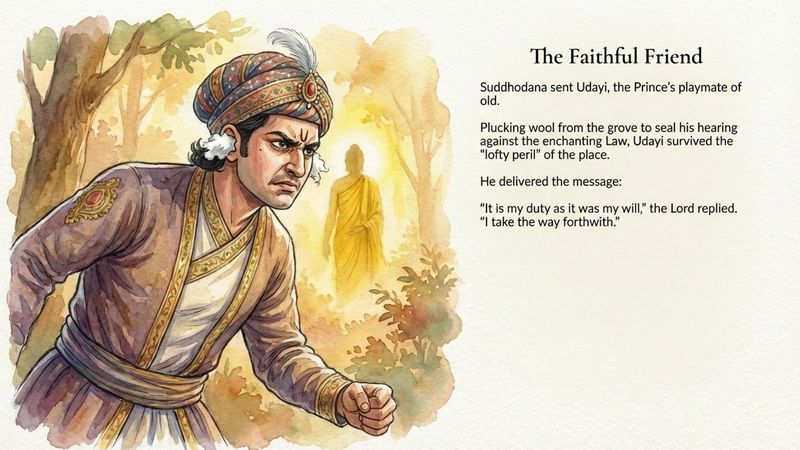 The Faithful Friend
Suddhodana sent Udayi, the Prince’s playmate of
old.
Plucking wool from the grove to seal his hearing
against the enchanting Law, Udayi survived the
“lofty peril” of the place.
He delivered the message:
“It is my duty as it was my will,” the Lord replied.
“I take the way forthwith.”